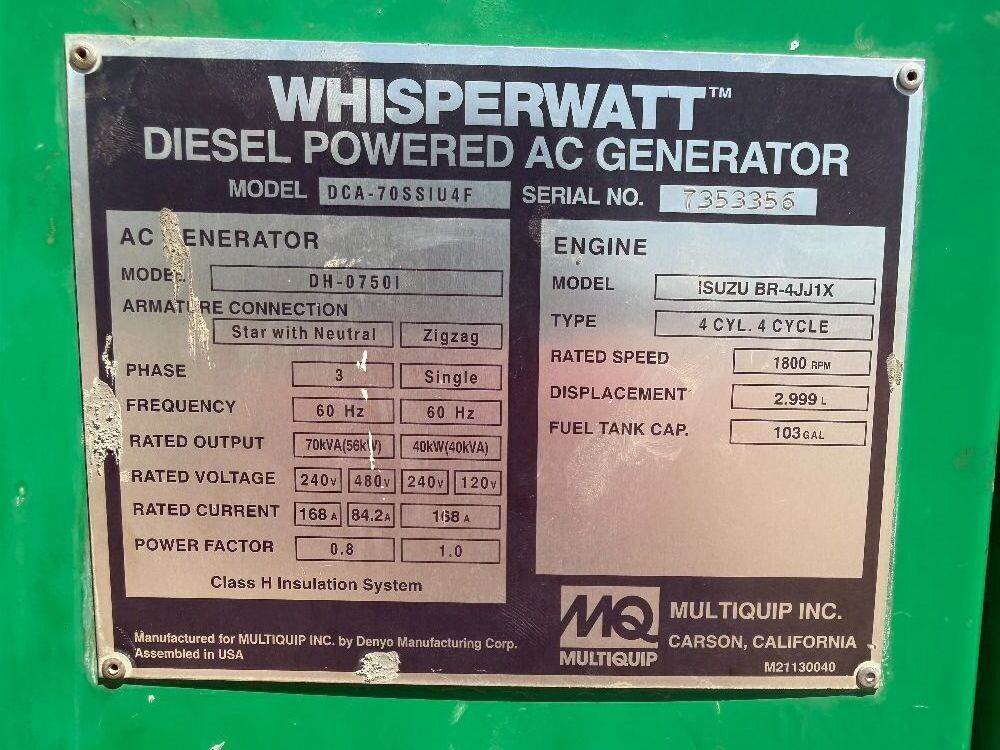 WHISPERWATT™
DIESEL POWERED AC GENERATOR
MODEL DCA-70SSIU4F SERIAL NO. 7353356
AC GENERATOR
MODEL DH-0750I
ARMATURE CONNECTION
Star with Neutral Zigzag
PHASE 3 Single
FREQUENCY 60 Hz 60 Hz
RATED OUTPUT 70kVA(56kW) 40kW(40kVA)
RATED VOLTAGE 240V 480V 240V 120V
RATED CURRENT 168 A 84.2A 168 A
POWER FACTOR 0.8 1.0
Class H Insulation System
ENGINE
MODEL ISUZU BR-4JJ1X
TYPE 4 CYL. 4 CYCLE
RATED SPEED 1800 RPM
DISPLACEMENT 2.999 L
FUEL TANK CAP. 103 GAL
Manufactured for MULTIQUIP INC. by Denyo Manufacturing Corp.
Assembled in USA
MQ
MULTIQUIP
MULTIQUIP INC.
CARSON, CALIFORNIA
M21130040